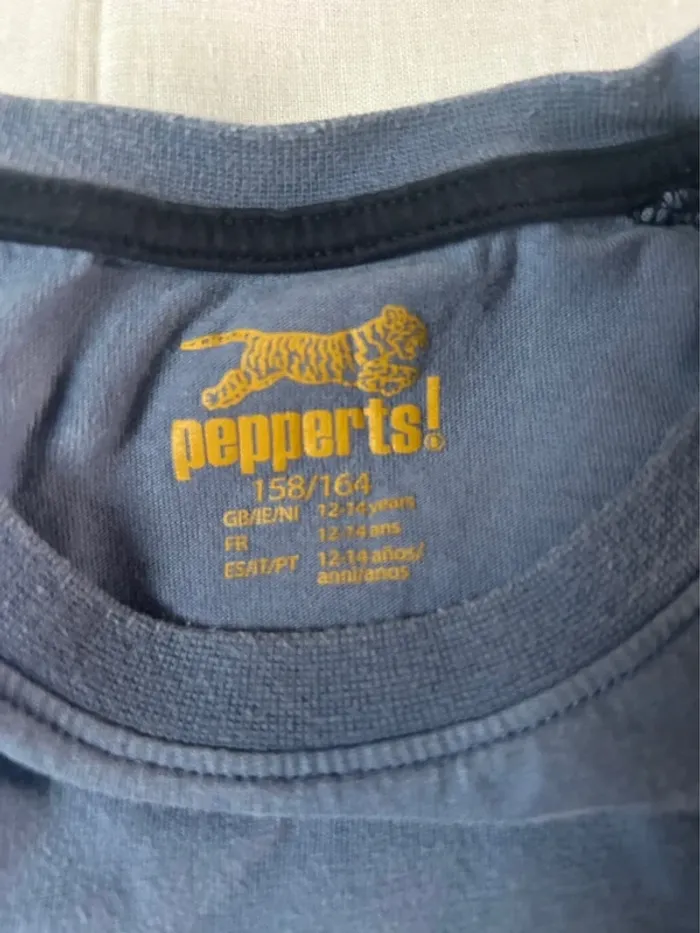 pepperts!®
158/164
GB/IE/NI 12-14 years
FR 12-14 ans
ES/IT/PT 12-14 años/
anni/anos